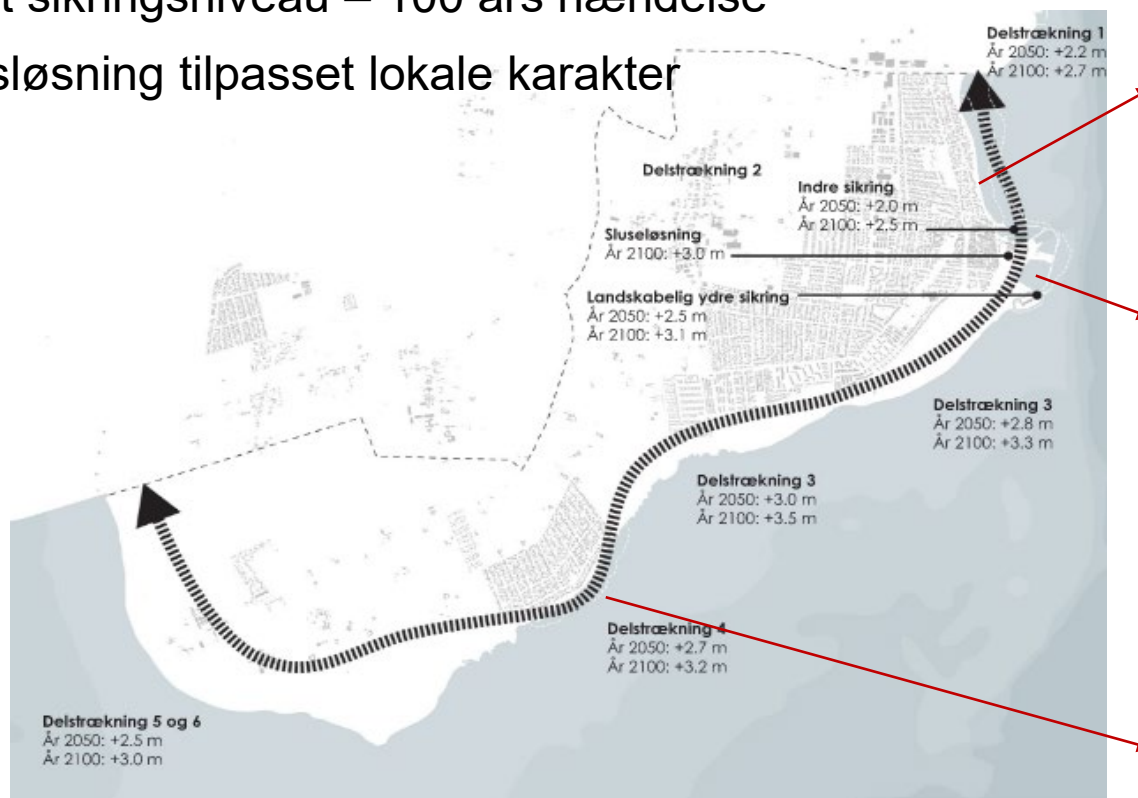 t sikringsniveau – 100 års hændelse
sløsning tilpasset lokale karakter
Delstrækning 1
År 2050: +2.2 m
År 2100: +2.7 m
Delstrækning 2
Indre sikring
År 2050: +2.0 m
År 2100: +2.5 m
Sluseløsning
År 2100: +3.0 m
Landskabelig ydre sikring
År 2050: +2.5 m
År 2100: +3.1 m
Delstrækning 3
År 2050: +2.8 m
År 2100: +3.3 m
Delstrækning 3
År 2050: +3.0 m
År 2100: +3.5 m
Delstrækning 4
År 2050: +2.7 m
År 2100: +3.2 m
Delstrækning 5 og 6
År 2050: +2.5 m
År 2100: +3.0 m